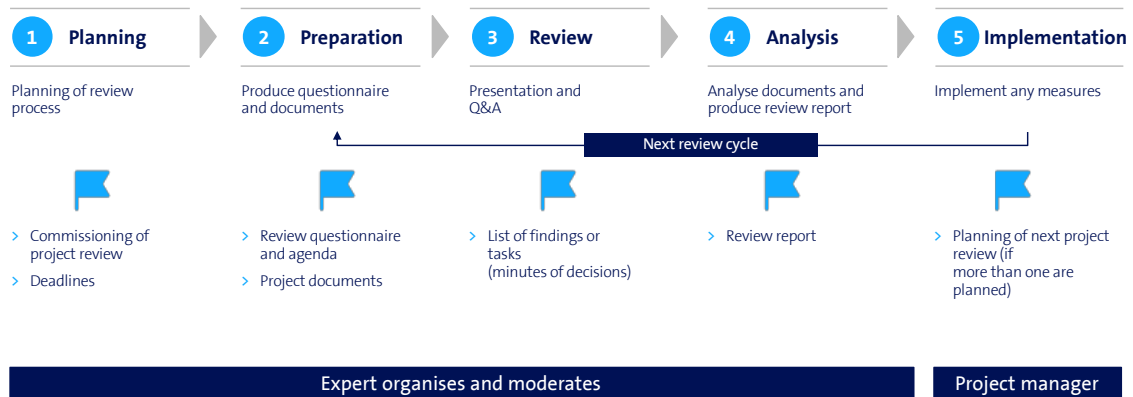 1 Planning
2 Preparation
3 Review
4 Analysis
5 Implementation
Planning of review
process
Produce questionnaire
and documents
Presentation and
Q&A
Analyse documents and
produce review report
Implement any measures
Next review cycle
> Commissioning of
project review
> Deadlines
> Review questionnaire
and agenda
> Project documents
> List of findings or
tasks
(minutes of decisions)
> Review report
> Planning of next project
review (if
more than one are
planned)
Expert organises and moderates
Project manager